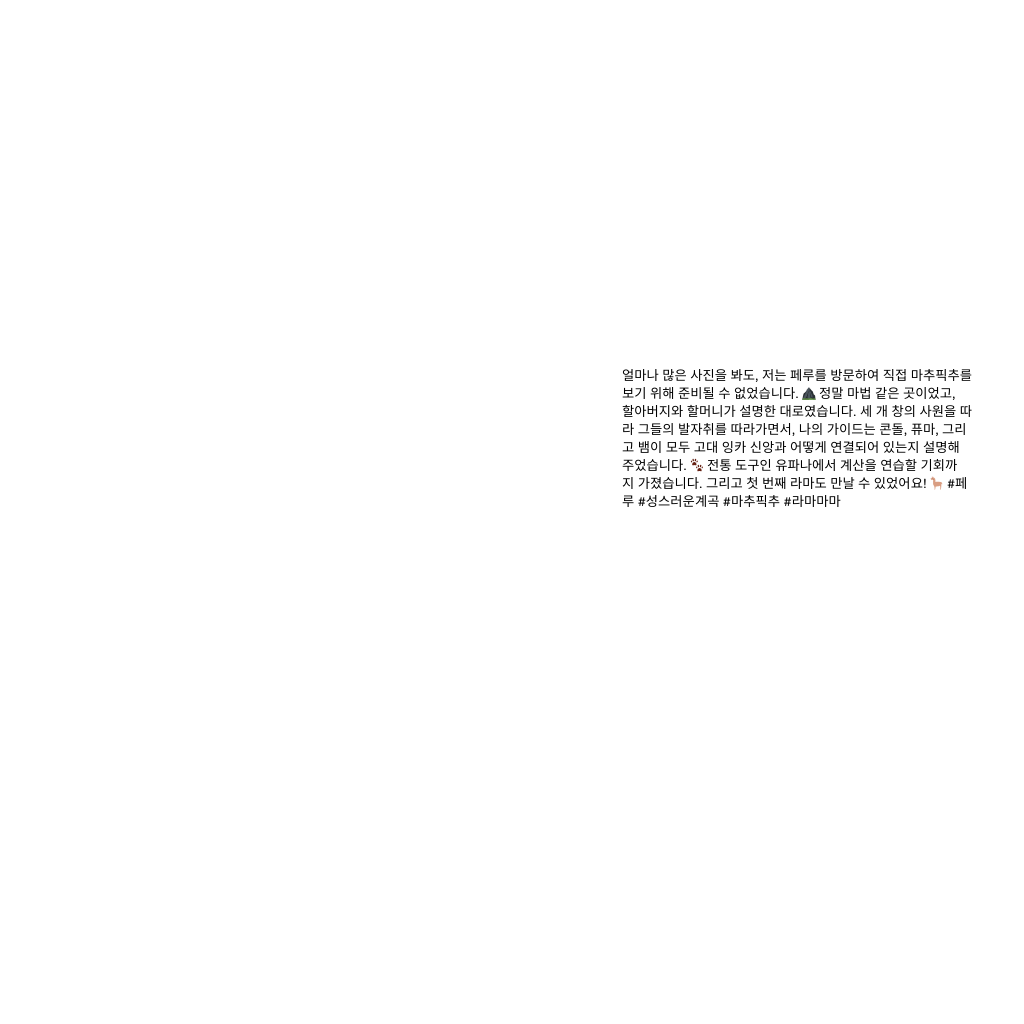 얼마나 많은 사진을 봐도, 저는 페루를 방문하여 직접 마추픽추를
보기 위해 준비될 수 없었습니다. ⛰️ 정말 마법 같은 곳이었고,
할아버지와 할머니가 설명한 대로였습니다. 세 개 창의 사원을 따
라 그들의 발자취를 따라가면서, 나의 가이드는 콘돌, 퓨마, 그리
고 뱀이 모두 고대 잉카 신앙과 어떻게 연결되어 있는지 설명해
주었습니다. 🐾 전통 도구인 유파나에서 계산을 연습할 기회까
지 가졌습니다. 그리고 첫 번째 라마도 만날 수 있었어요! 🦙 #페
루 #성스러운계곡 #마추픽추 #라마마마